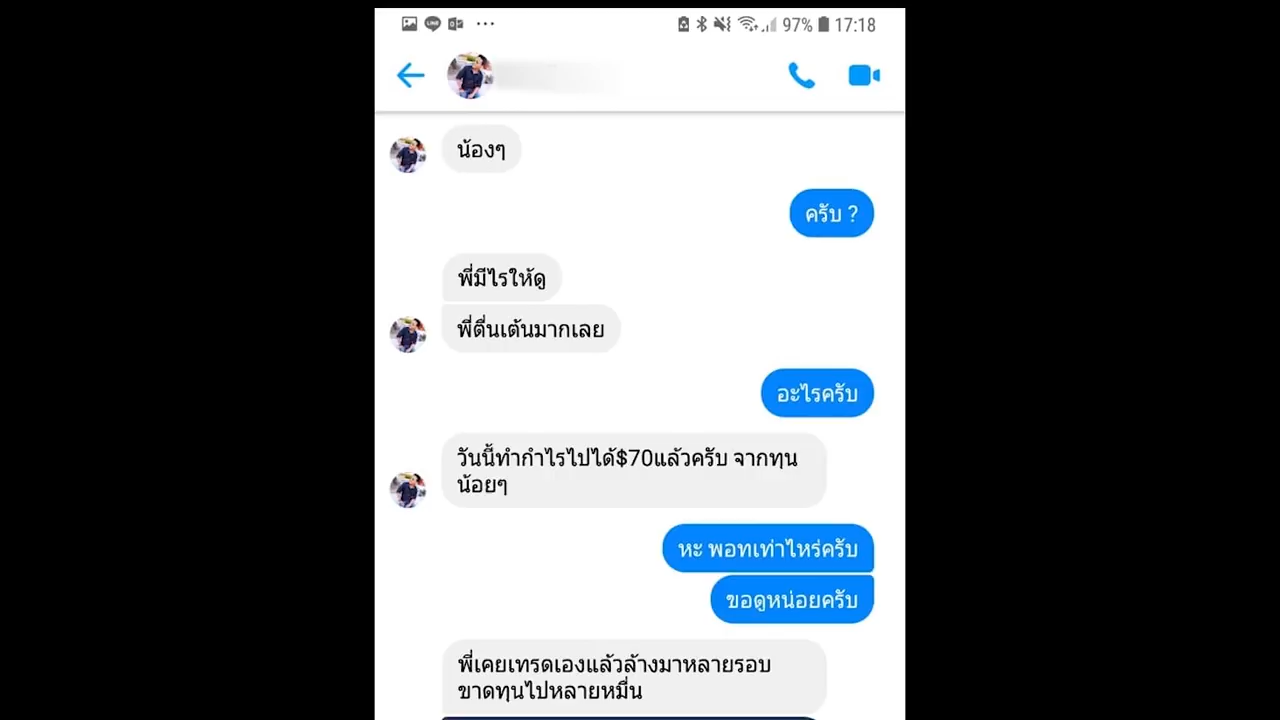 97% 17:18
น้องๆ
ครับ ?
พี่มีไรให้ดู
พี่ตื่นเต้นมากเลย
อะไรครับ
วันนี้ทำกำไรไปได้$70แล้วครับ จากทุน
น้อยๆ
หะ พอทเท่าไหร่ครับ
ขอดูหน่อยครับ
พี่เคยเทรดเองแล้วล้างมาหลายรอบ
ขาดทุนไปหลายหมื่น